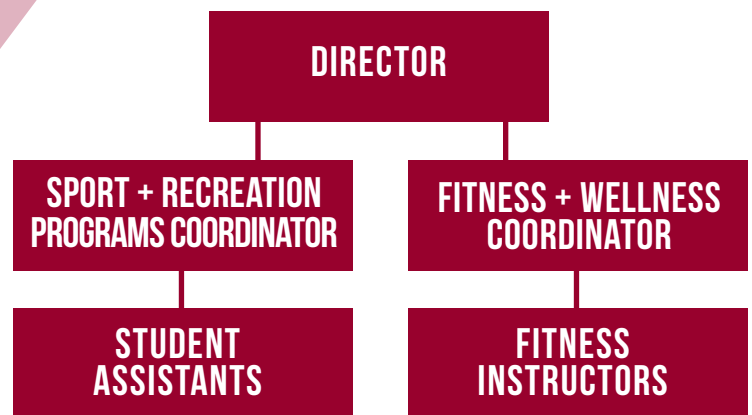 DIRECTOR
SPORT + RECREATION
PROGRAMS COORDINATOR
FITNESS + WELLNESS
COORDINATOR
STUDENT
ASSISTANTS
FITNESS
INSTRUCTORS